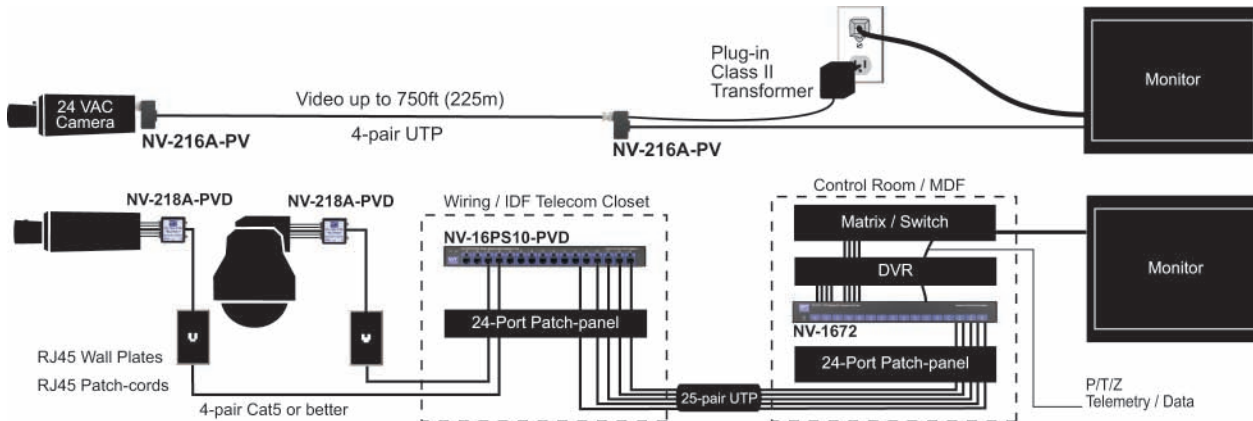 Plug-in
Class II
Transformer
Monitor
24 VAC
Camera
Video up to 750ft (225m)
4-pair UTP
NV-216A-PV
NV-216A-PV
NV-218A-PVD
NV-218A-PVD
Wiring / IDF Telecom Closet
NV-16PS10-PVD
24-Port Patch-panel
Control Room / MDF
Matrix / Switch
DVR
NV-1672
24-Port Patch-panel
Monitor
RJ45 Wall Plates
RJ45 Patch-cords
4-pair Cat5 or better
25-pair UTP
P/T/Z
Telemetry / Data